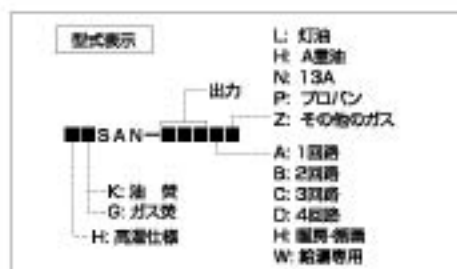 型式表示
L: 灯油
H: A重油
N: 13A
P: プロパン
Z: その他のガス
出力
■■SAN-■■■■■
A: 1回路
B: 2回路
C: 3回路
D: 4回路
H: 暖房・無圧
W: 給湯専用
K: 油 焚
G: ガス焚
H: 高温仕様